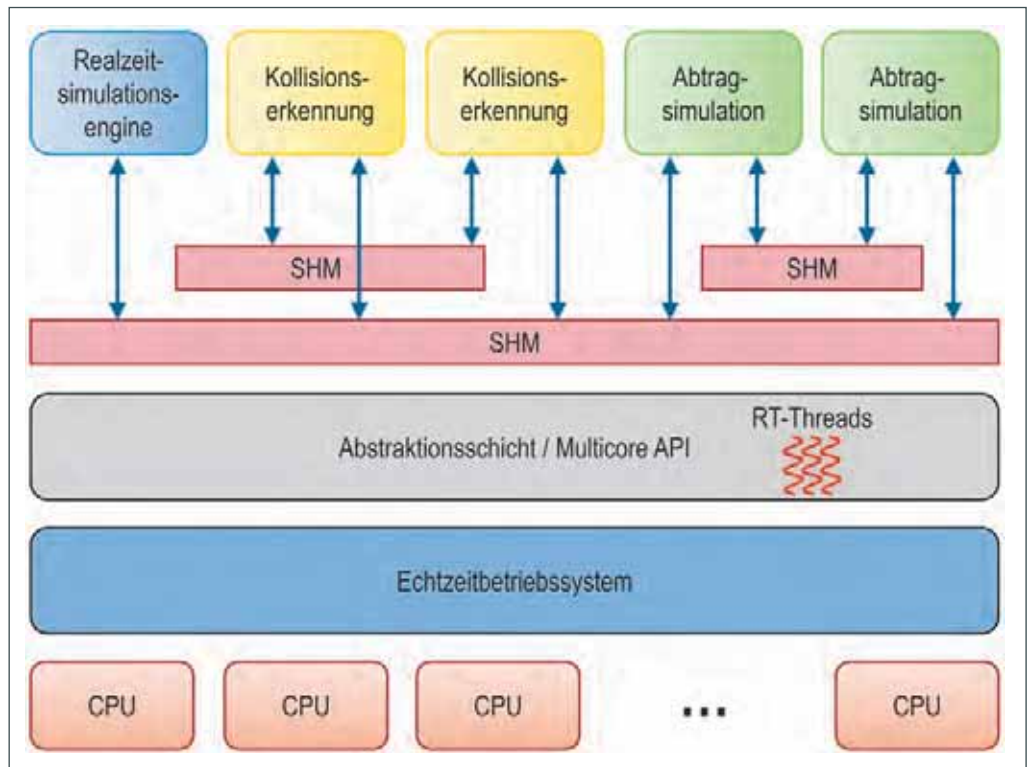 Realzeit-
simulations-
engine
Kollisions-
erkennung
Kollisions-
erkennung
Abtrag-
simulation
Abtrag-
simulation
SHM
SHM
SHM
RT-Threads
Abstraktionsschicht / Multicore API
Echtzeitbetriebssystem
CPU
CPU
CPU
...
CPU